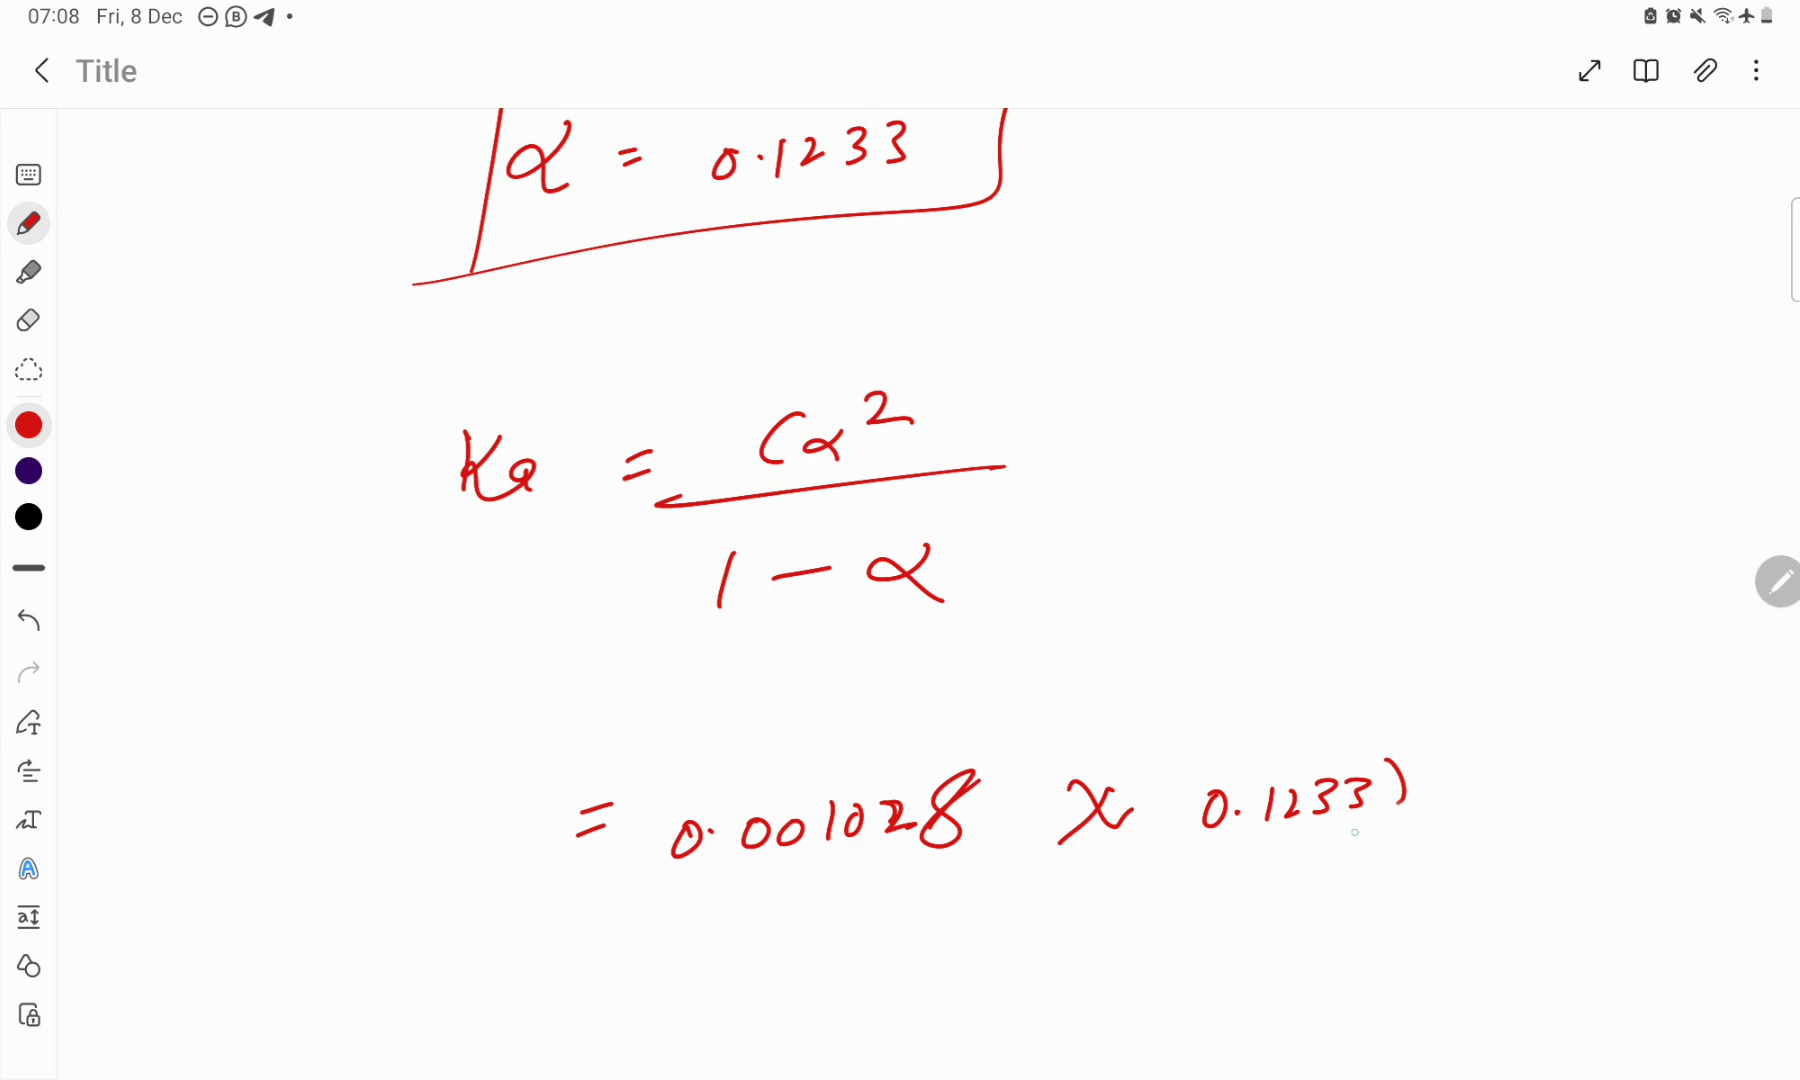 07:08 Fri, 8 Dec
Title
α = 0.1233
Ka = Cα²
1 - α
= 0.001028 x 0.1233)